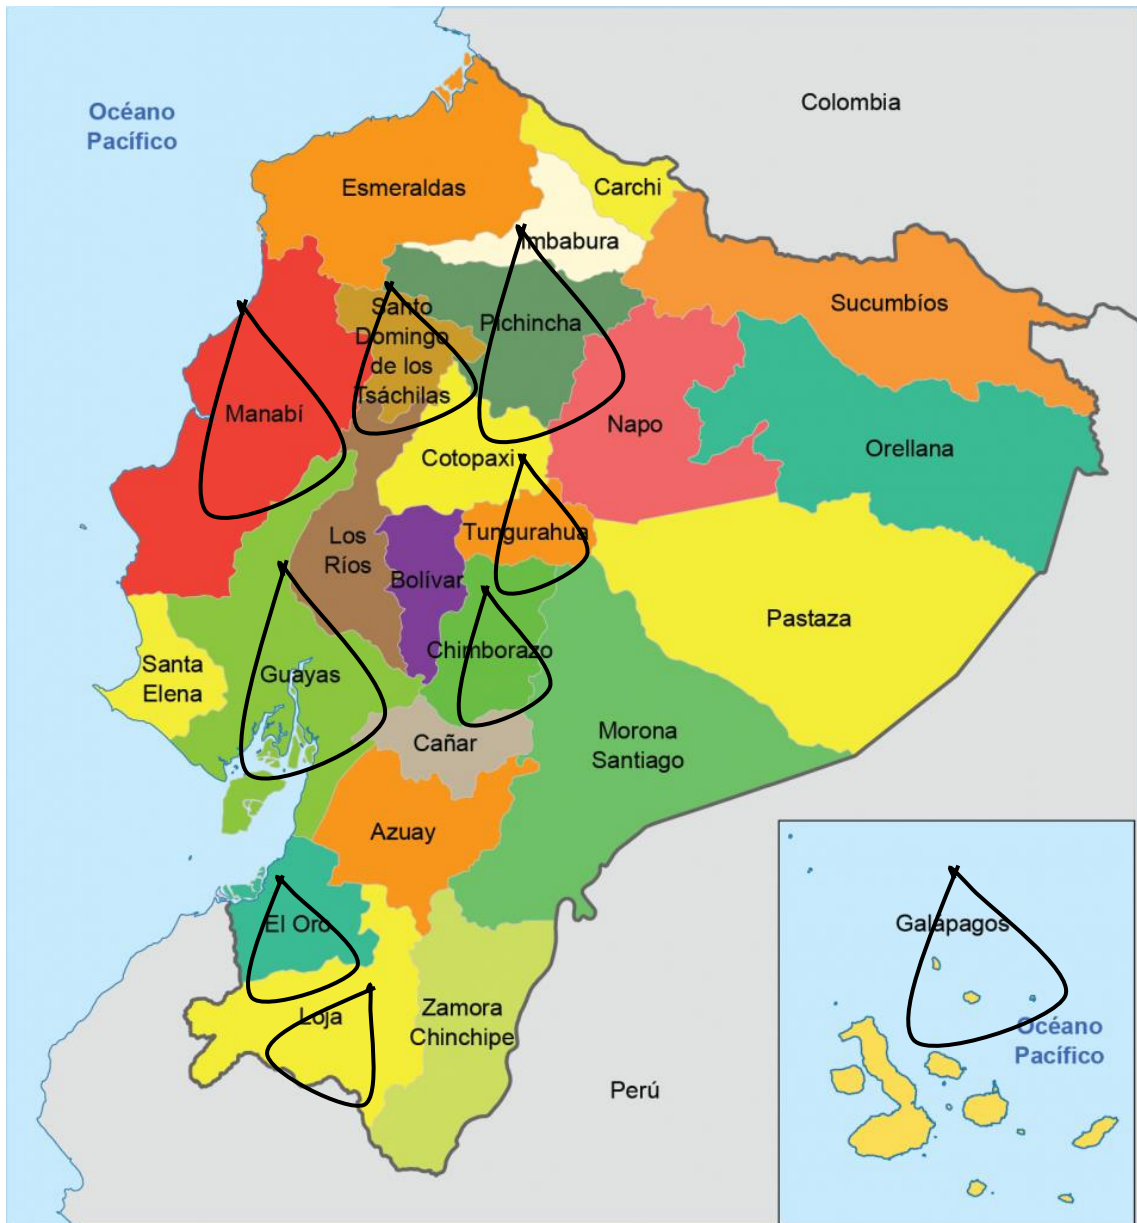 Océano
Pacífico
Colombia
Esmeraldas
Carchi
Imbabura
Sucumbíos
Santo
Domingo
de los
Tsáchilas
Pichincha
Manabí
Napo
Orellana
Cotopaxi
Tungurahua
Los
Ríos
Bolívar
Pastaza
Chimborazo
Santa
Elena
Guayas
Morona
Santiago
Cañar
Azuay
El Oro
Galápagos
Loja
Zamora
Chinchipe
Océano
Pacífico
Perú